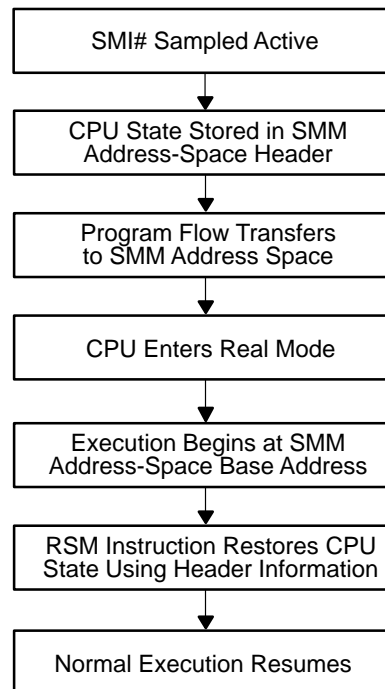 SMI# Sampled Active
CPU State Stored in SMM
Address-Space Header
Program Flow Transfers
to SMM Address Space
CPU Enters Real Mode
Execution Begins at SMM
Address-Space Base Address
RSM Instruction Restores CPU
State Using Header Information
Normal Execution Resumes